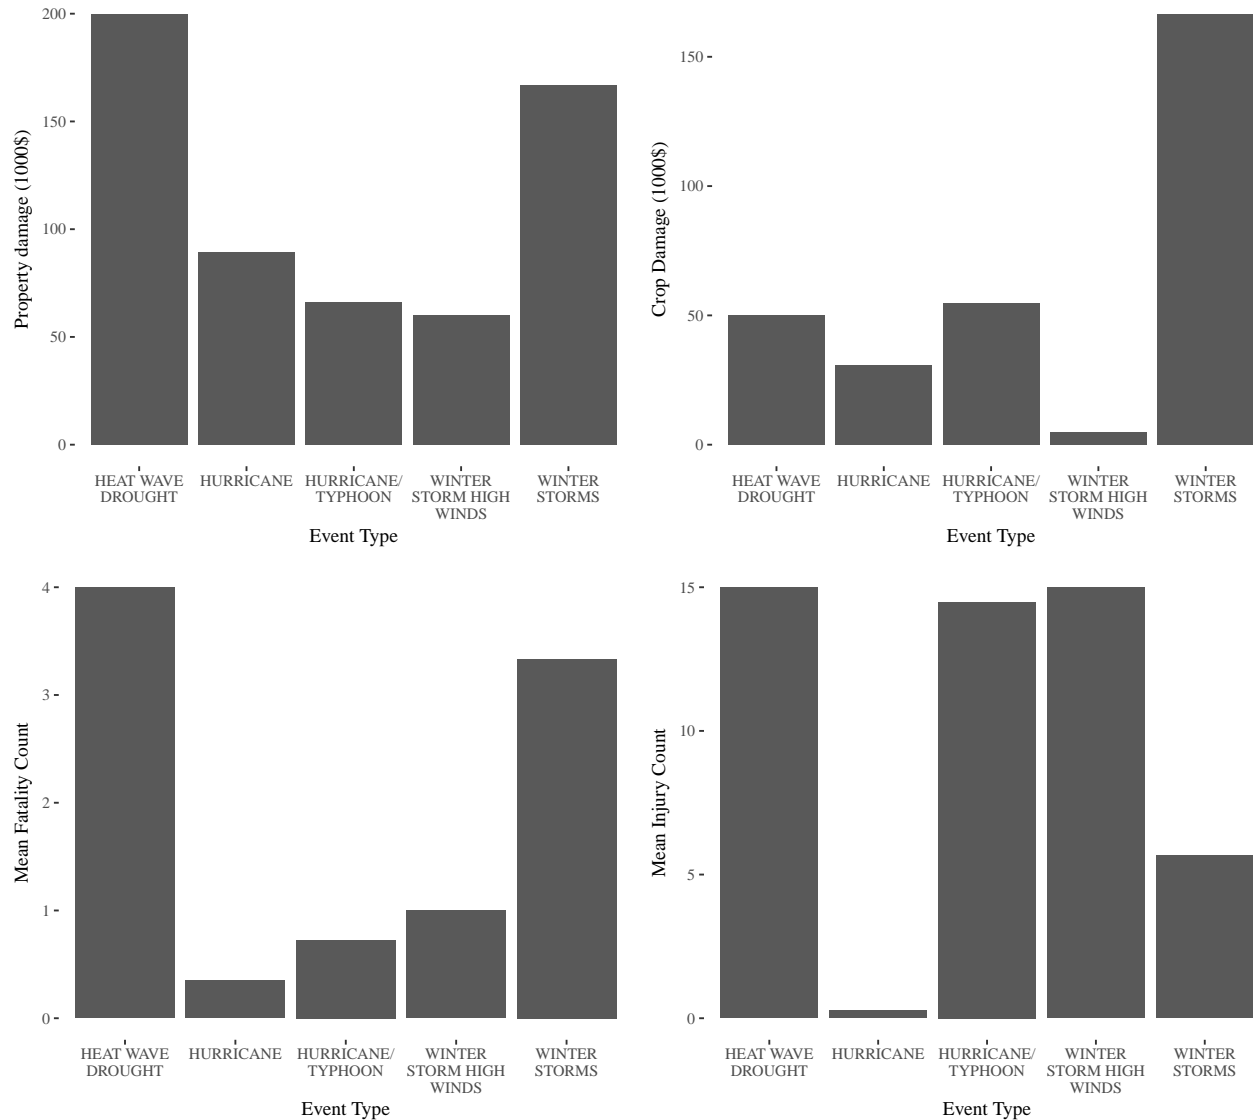 Property damage (1000$)
200
150
100
50
0
HEAT WAVE
DROUGHT
HURRICANE
HURRICANE/
TYPHOON
WINTER
STORM HIGH
WINDS
WINTER
STORMS
Event Type
Crop Damage (1000$)
150
100
50
0
HEAT WAVE
DROUGHT
HURRICANE
HURRICANE/
TYPHOON
WINTER
STORM HIGH
WINDS
WINTER
STORMS
Event Type
Mean Fatality Count
4
3
2
1
0
HEAT WAVE
DROUGHT
HURRICANE
HURRICANE/
TYPHOON
WINTER
STORM HIGH
WINDS
WINTER
STORMS
Event Type
Mean Injury Count
15
10
5
0
HEAT WAVE
DROUGHT
HURRICANE
HURRICANE/
TYPHOON
WINTER
STORM HIGH
WINDS
WINTER
STORMS
Event Type